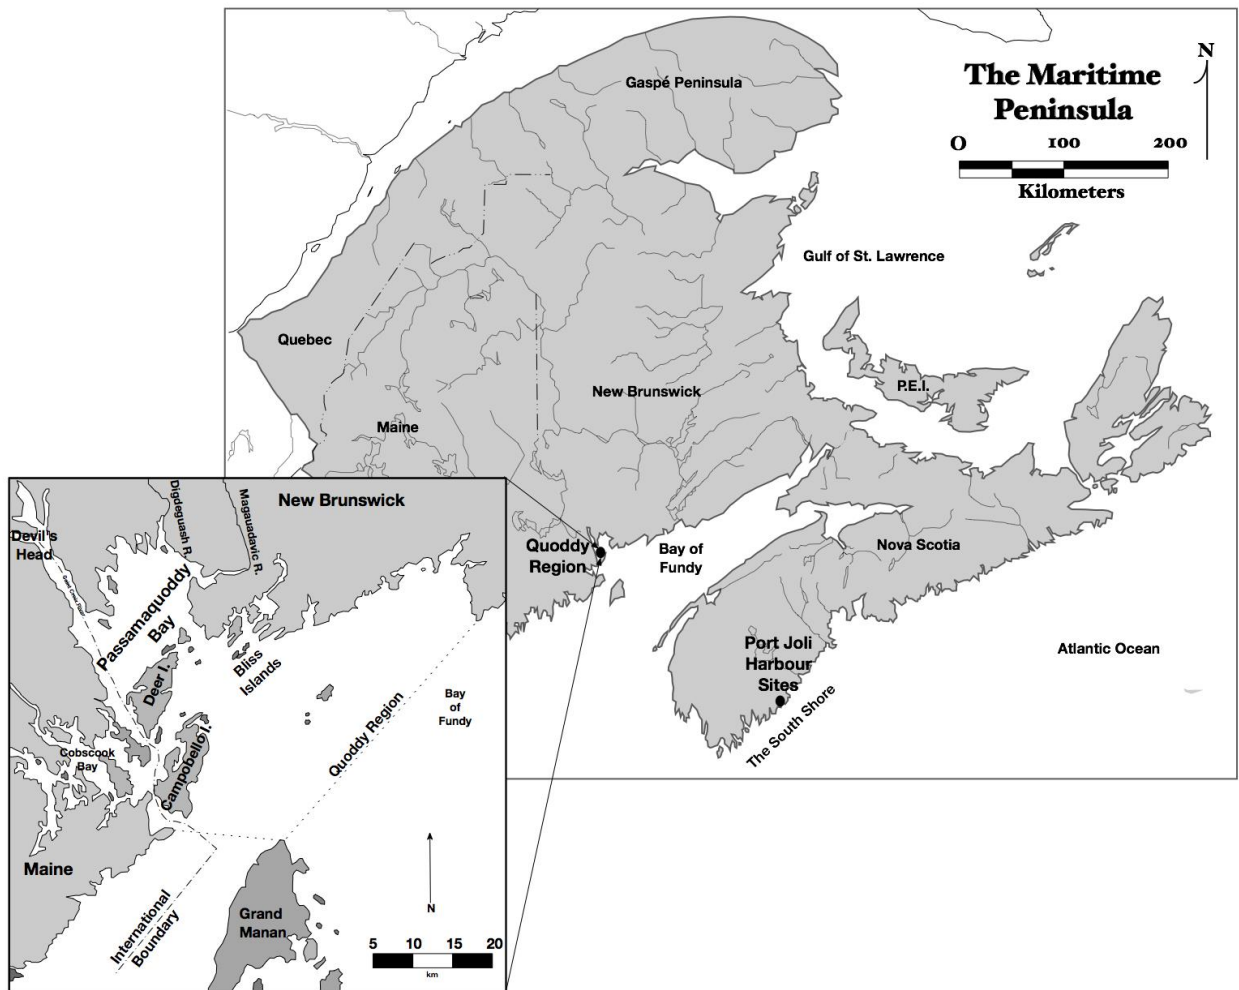 The Maritime
Peninsula
N
0 100 200
Kilometers
Gaspé Peninsula
Gulf of St. Lawrence
Quebec
P.E.I.
New Brunswick
Maine
Quoddy
Region
Bay of
Fundy
Nova Scotia
Port Joli
Harbour
Sites
The South Shore
Atlantic Ocean
New Brunswick
Digdeguash R.
Magauadavic R.
Devil's
Head
Passamaquoddy
Bay
Bliss
Islands
Deer I.
Campobello I.
Cobscook
Bay
Quoddy Region
Bay
of
Fundy
Maine
International
Boundary
Grand
Manan
N
5 10 15 20
km